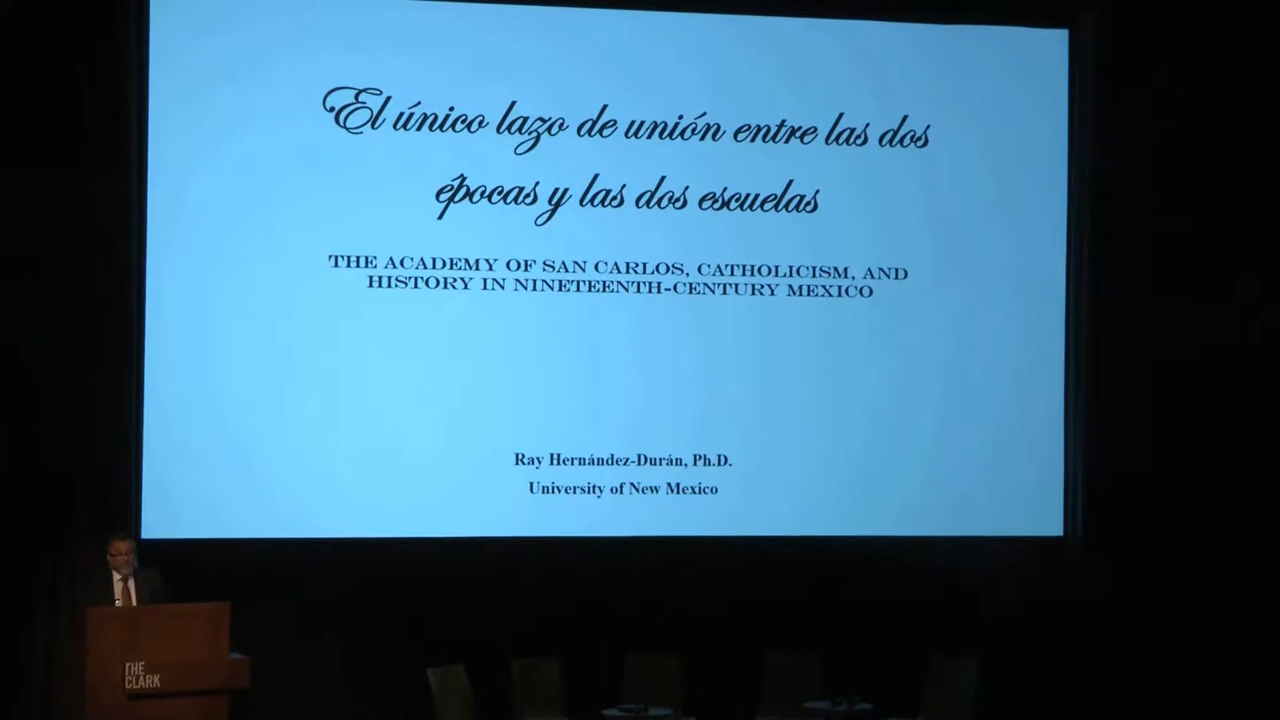 El único lazo de unión entre las dos
épocas y las dos escuelas
THE ACADEMY OF SAN CARLOS, CATHOLICISM, AND
HISTORY IN NINETEENTH-CENTURY MEXICO
Ray Hernández-Durán, Ph.D.
University of New Mexico
THE
CLARK